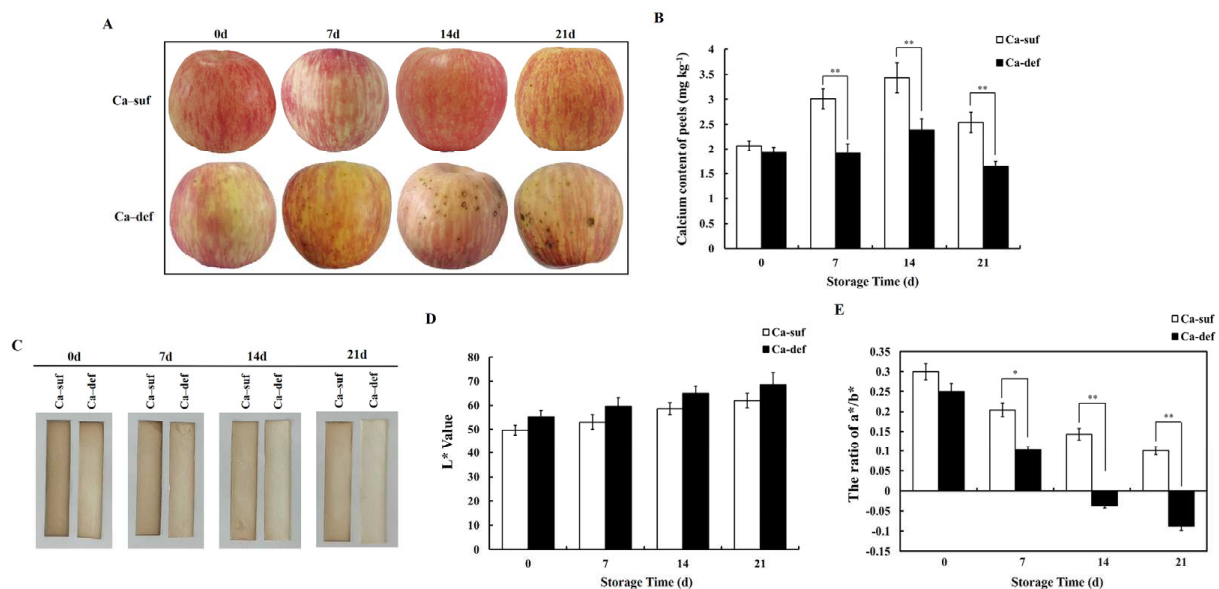 A
0d 7d 14d 21d
Ca–suf
Ca–def
B
Ca-suf
Ca-def
Calcium content of peels (mg kg⁻¹)
4
3.5
3
2.5
2
1.5
1
0.5
0
**
**
**
0 7 14 21
Storage Time (d)
C
0d 7d 14d 21d
Ca–suf Ca–def Ca–suf Ca–def Ca–suf Ca–def Ca–suf Ca–def
D
Ca-suf
Ca-def
L* Value
80
70
60
50
40
30
20
10
0
0 7 14 21
Storage Time (d)
E
Ca-suf
Ca-def
The ratio of a*/b*
0.35
0.3
0.25
0.2
0.15
0.1
0.05
0
-0.05
-0.1
-0.15
*
**
**
0 7 14 21
Storage Time (d)